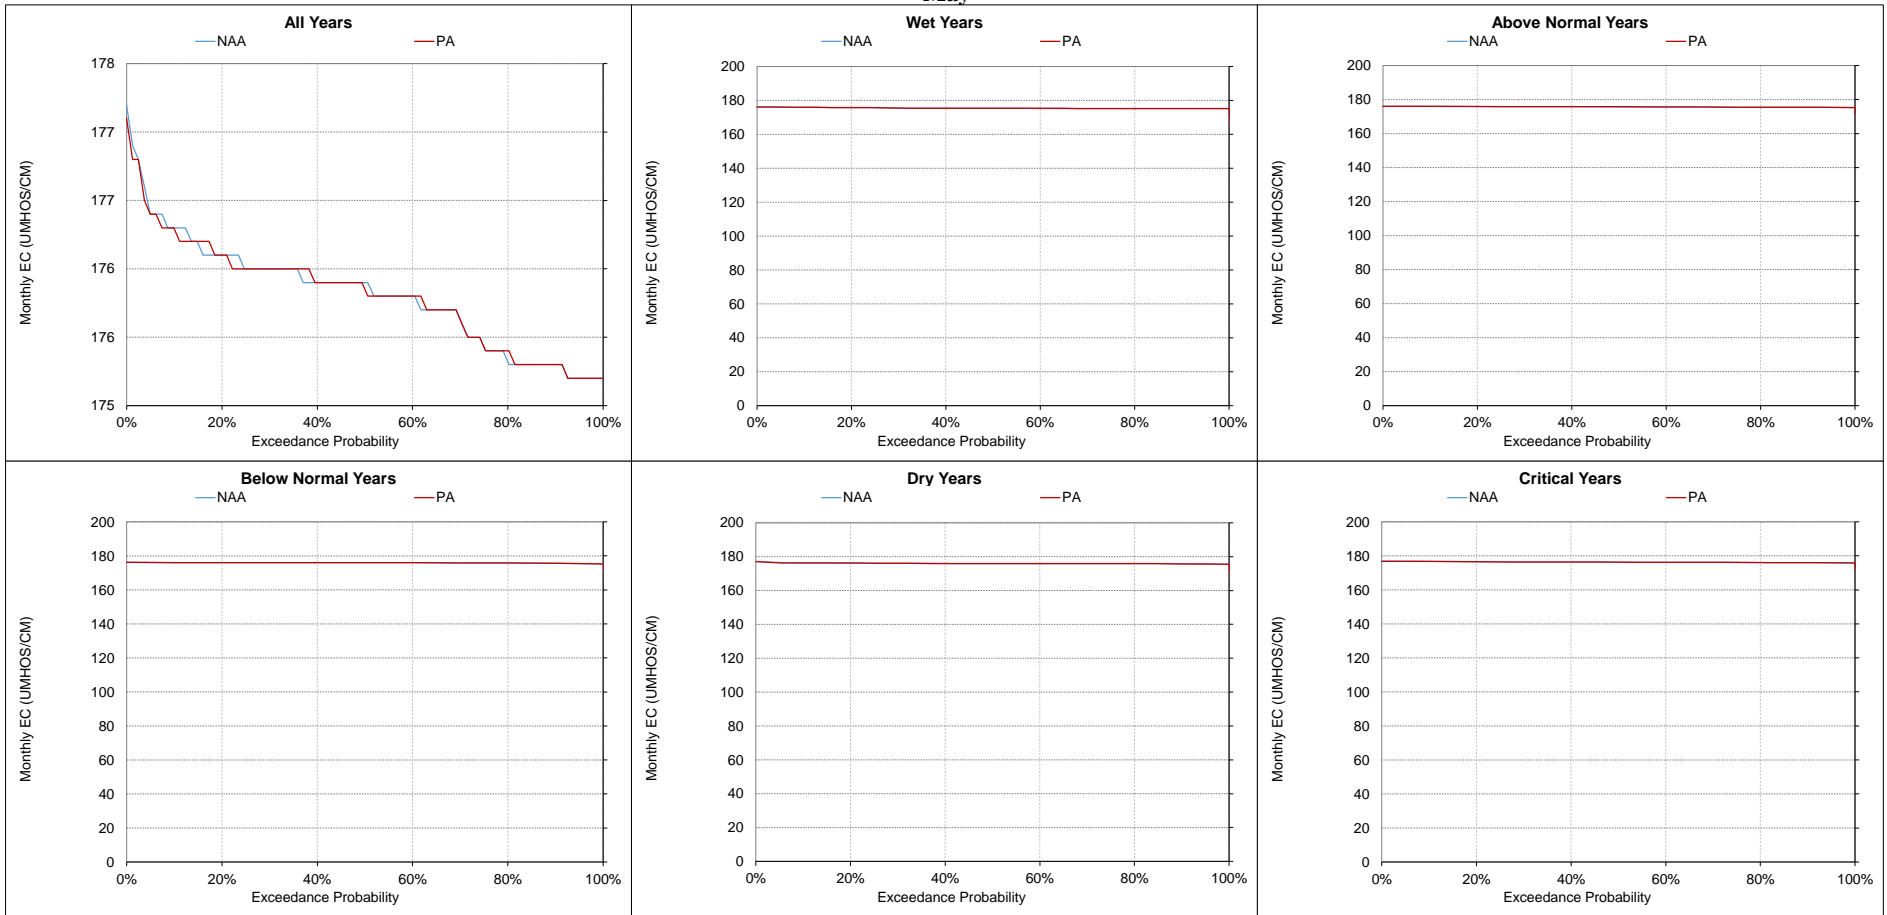 May
All Years
NAA PA
178
177
177
176
176
175
0% 20% 40% 60% 80% 100%
Monthly EC (UMHOS/CM)
Exceedance Probability
Wet Years
NAA PA
200
180
160
140
120
100
80
60
40
20
0
0% 20% 40% 60% 80% 100%
Monthly EC (UMHOS/CM)
Exceedance Probability
Above Normal Years
NAA PA
200
180
160
140
120
100
80
60
40
20
0
0% 20% 40% 60% 80% 100%
Monthly EC (UMHOS/CM)
Exceedance Probability
Below Normal Years
NAA PA
200
180
160
140
120
100
80
60
40
20
0
0% 20% 40% 60% 80% 100%
Monthly EC (UMHOS/CM)
Exceedance Probability
Dry Years
NAA PA
200
180
160
140
120
100
80
60
40
20
0
0% 20% 40% 60% 80% 100%
Monthly EC (UMHOS/CM)
Exceedance Probability
Critical Years
NAA PA
200
180
160
140
120
100
80
60
40
20
0
0% 20% 40% 60% 80% 100%
Monthly EC (UMHOS/CM)
Exceedance Probability